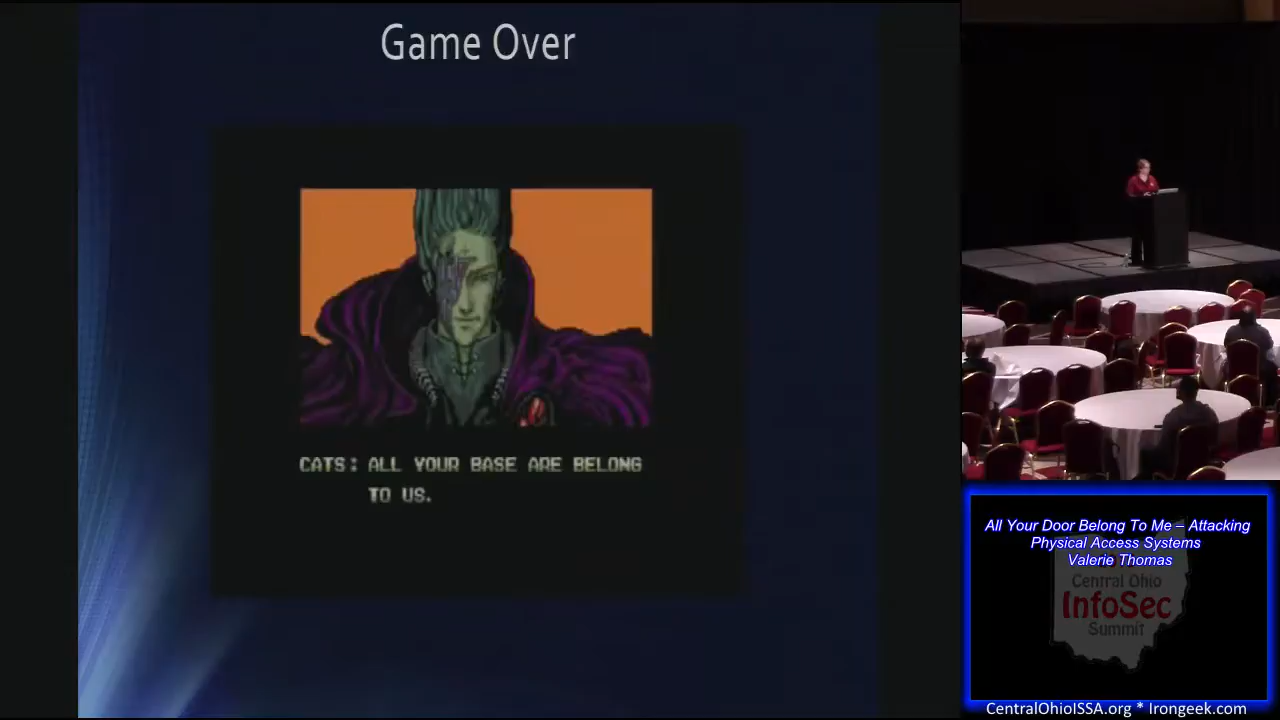 Game Over
CATS: ALL YOUR BASE ARE BELONG
TO US.
All Your Door Belong To Me – Attacking
Physical Access Systems
Valerie Thomas
Central Ohio
InfoSec
Summit
CentralOhioISSA.org * Irongeek.com